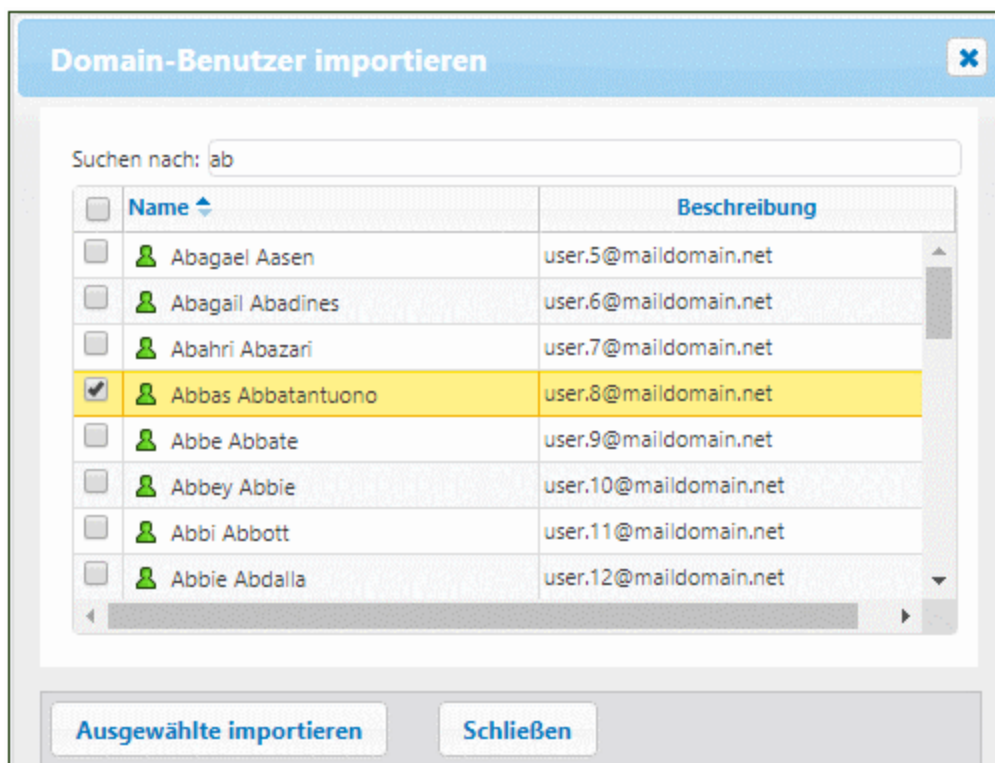 Domain-Benutzer importieren
Suchen nach: ab
Name Beschreibung
Abagael Aasen user.5@maildomain.net
Abagail Abadines user.6@maildomain.net
Abahri Abazari user.7@maildomain.net
Abbas Abbatantuono user.8@maildomain.net
Abbe Abbate user.9@maildomain.net
Abbey Abbie user.10@maildomain.net
Abbi Abbott user.11@maildomain.net
Abbie Abdalla user.12@maildomain.net
Ausgewählte importieren Schließen